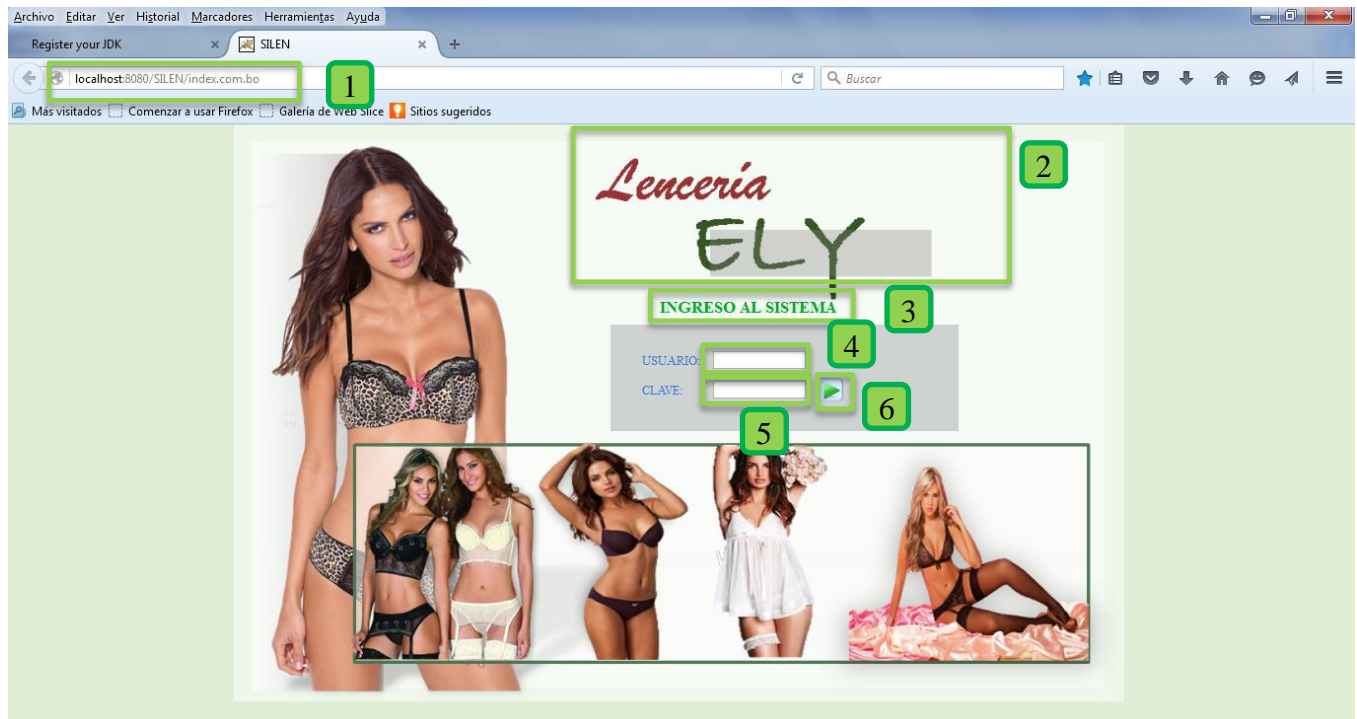 Archivo Editar Ver Historial Marcadores Herramientas Ayuda
Register your JDK × SILEN × +
localhost:8080/SILEN/index.com.bo
Buscar
1
Más visitados Comenzar a usar Firefox Galería de Web Slice Sitios sugeridos
Lencería
2
ELY
INGRESO AL SISTEMA
3
4
USUARIO:
CLAVE:
6
5